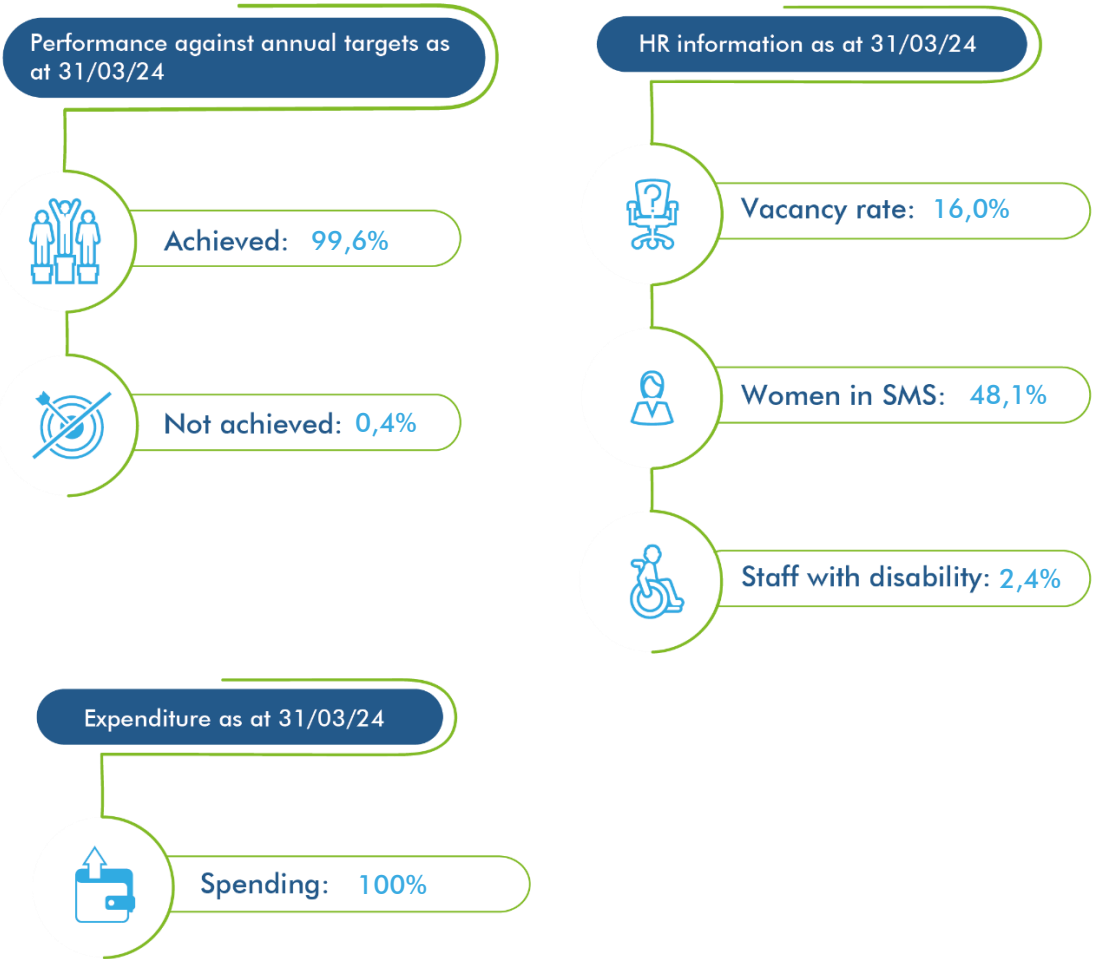 Performance against annual targets as
at 31/03/24
Achieved: 99,6%
Not achieved: 0,4%
HR information as at 31/03/24
?
Vacancy rate: 16,0%
Women in SMS: 48,1%
Staff with disability: 2,4%
Expenditure as at 31/03/24
Spending: 100%